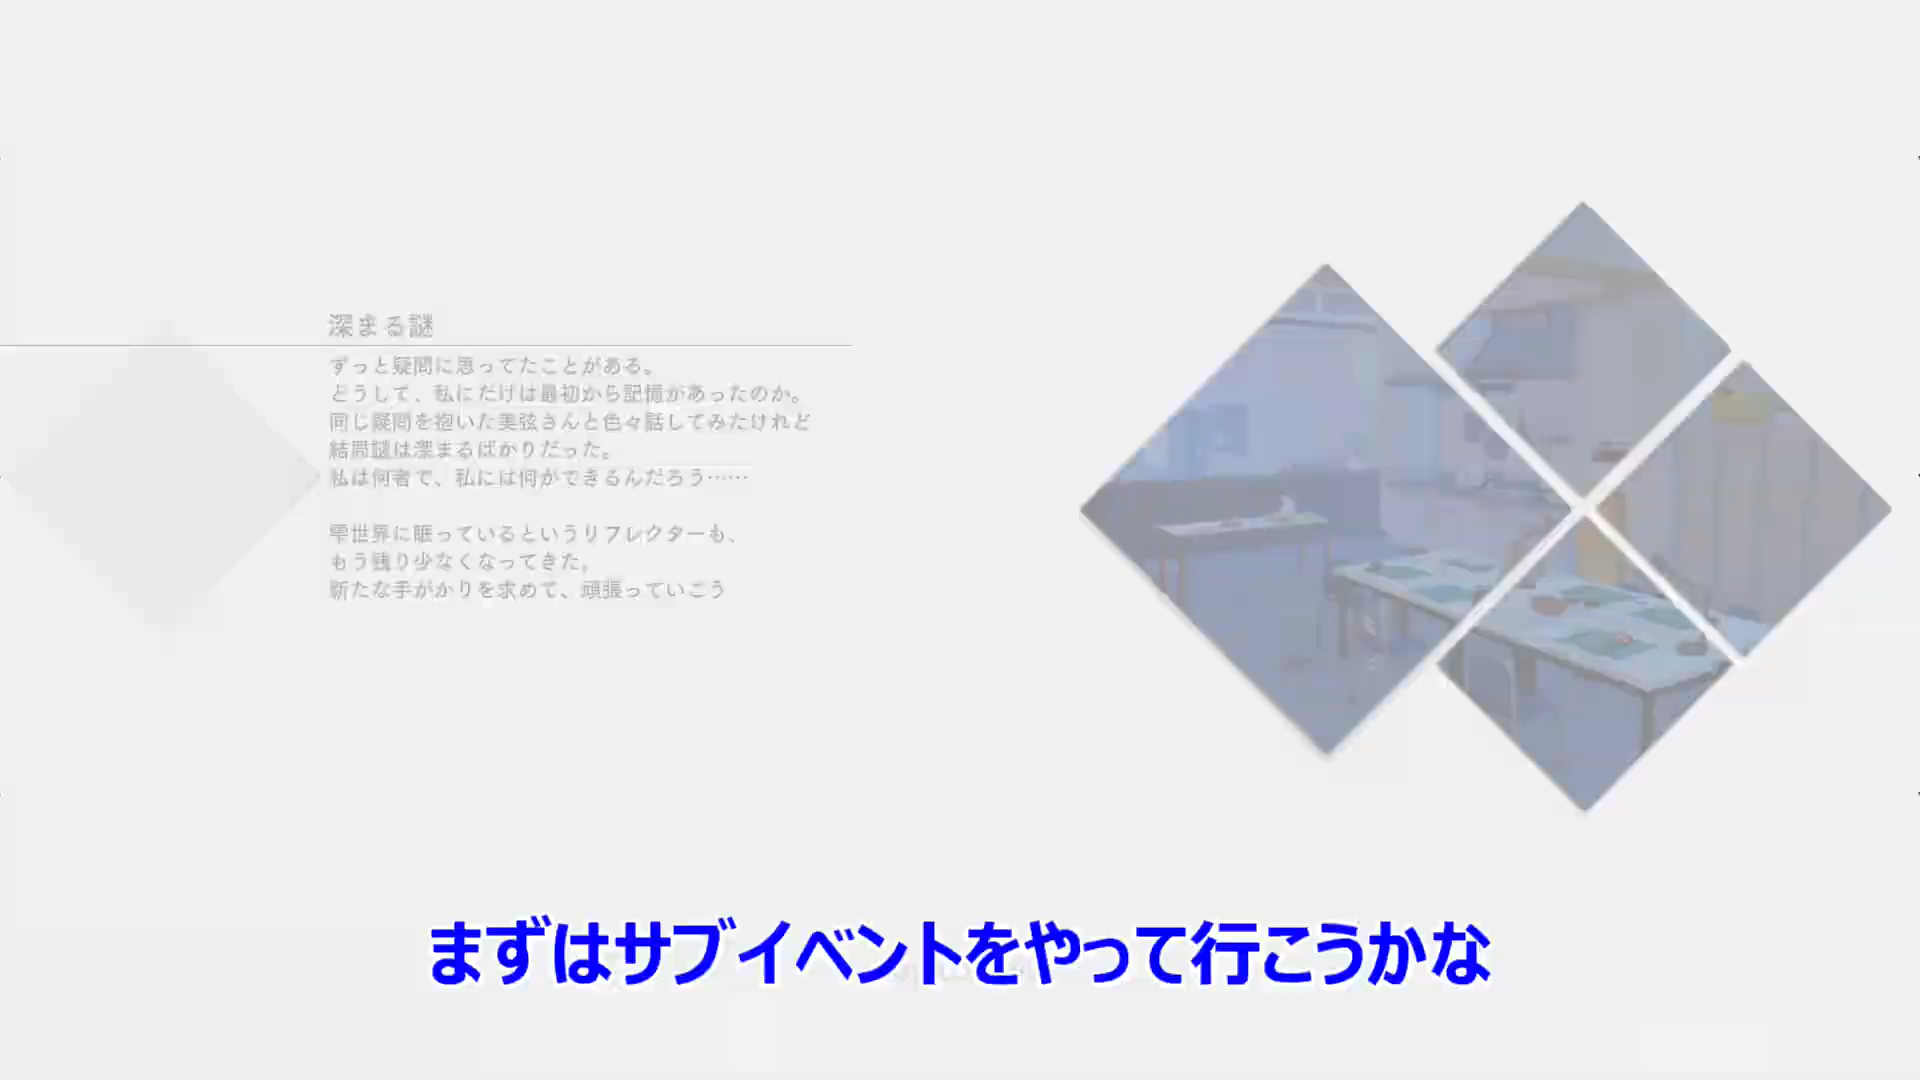 深まる謎
ずっと疑問に思ってたことがある。
どうして、私にだけは最初から記憶があったのか。
同じ疑問を抱いた美弦さんと色々話してみたけれど
結局謎は深まるばかりだった。
私は何者で、私には何ができるんだろう……
雫世界に眠っているというリフレクターも、
もう残り少なくなってきた。
新たな手がかりを求めて、頑張っていこう
まずはサブイベントをやって行こうかな